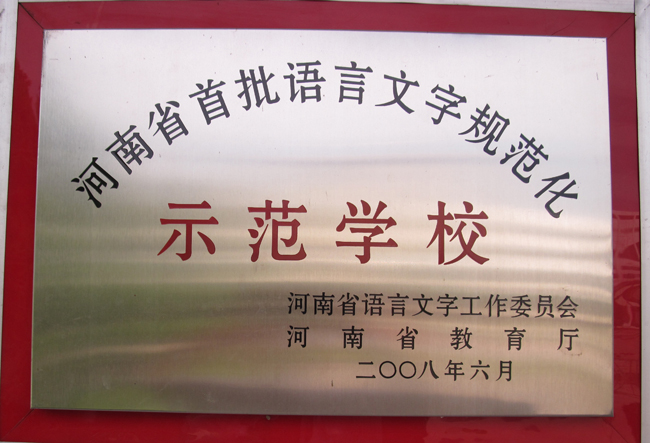 河南省首批语言文字规范化
示范学校
河南省语言文字工作委员会
河南省教育厅
二〇〇八年六月